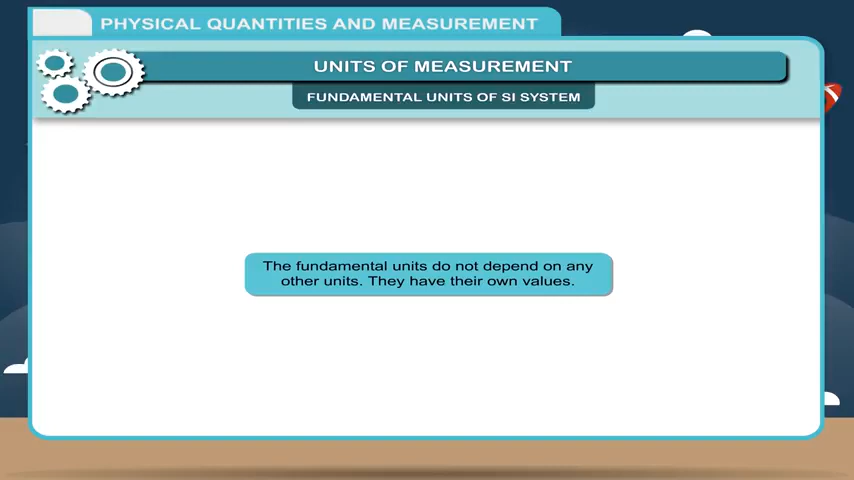 PHYSICAL QUANTITIES AND MEASUREMENT
UNITS OF MEASUREMENT
FUNDAMENTAL UNITS OF SI SYSTEM
The fundamental units do not depend on any
other units. They have their own values.